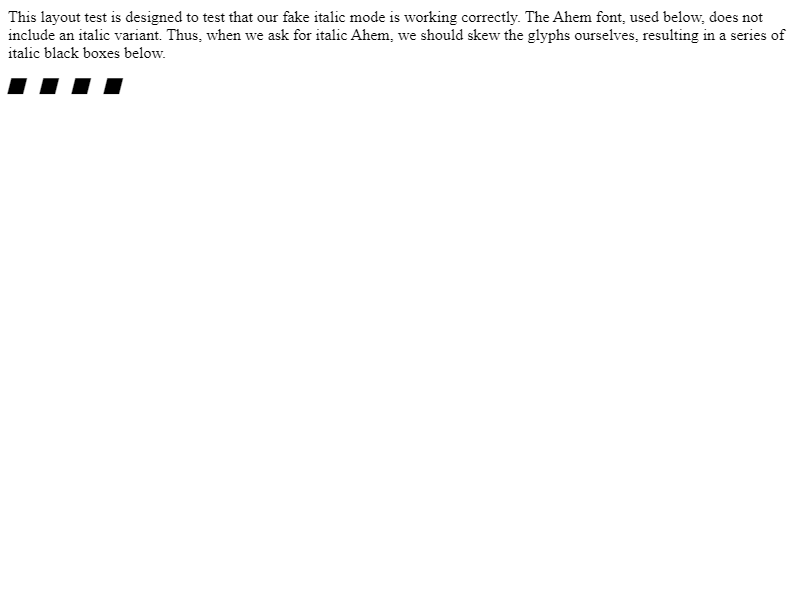 This layout test is designed to test that our fake italic mode is working correctly. The Ahem font, used below, does not
include an italic variant. Thus, when we ask for italic Ahem, we should skew the glyphs ourselves, resulting in a series of
italic black boxes below.